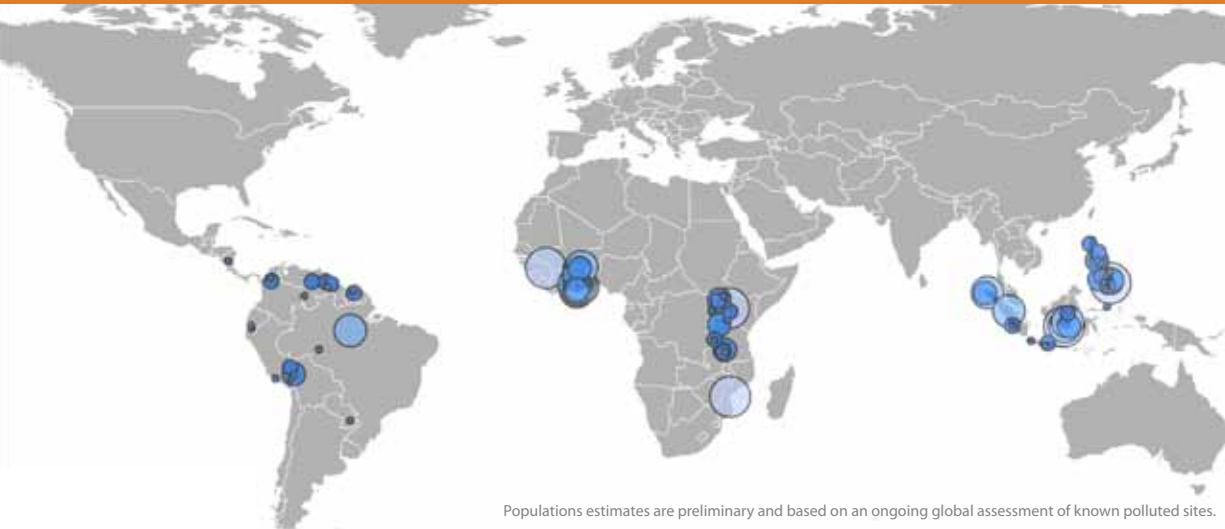 Populations estimates are preliminary and based on an ongoing global assessment of known polluted sites.